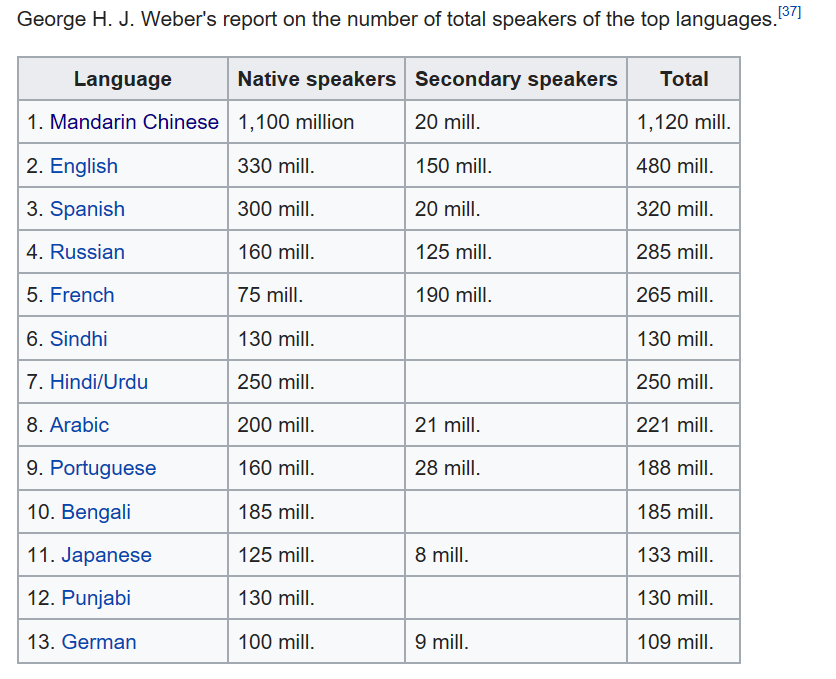 George H. J. Weber's report on the number of total speakers of the top languages.[37]
Language Native speakers Secondary speakers Total
1. Mandarin Chinese 1,100 million 20 mill. 1,120 mill.
2. English 330 mill. 150 mill. 480 mill.
3. Spanish 300 mill. 20 mill. 320 mill.
4. Russian 160 mill. 125 mill. 285 mill.
5. French 75 mill. 190 mill. 265 mill.
6. Sindhi 130 mill. 130 mill.
7. Hindi/Urdu 250 mill. 250 mill.
8. Arabic 200 mill. 21 mill. 221 mill.
9. Portuguese 160 mill. 28 mill. 188 mill.
10. Bengali 185 mill. 185 mill.
11. Japanese 125 mill. 8 mill. 133 mill.
12. Punjabi 130 mill. 130 mill.
13. German 100 mill. 9 mill. 109 mill.